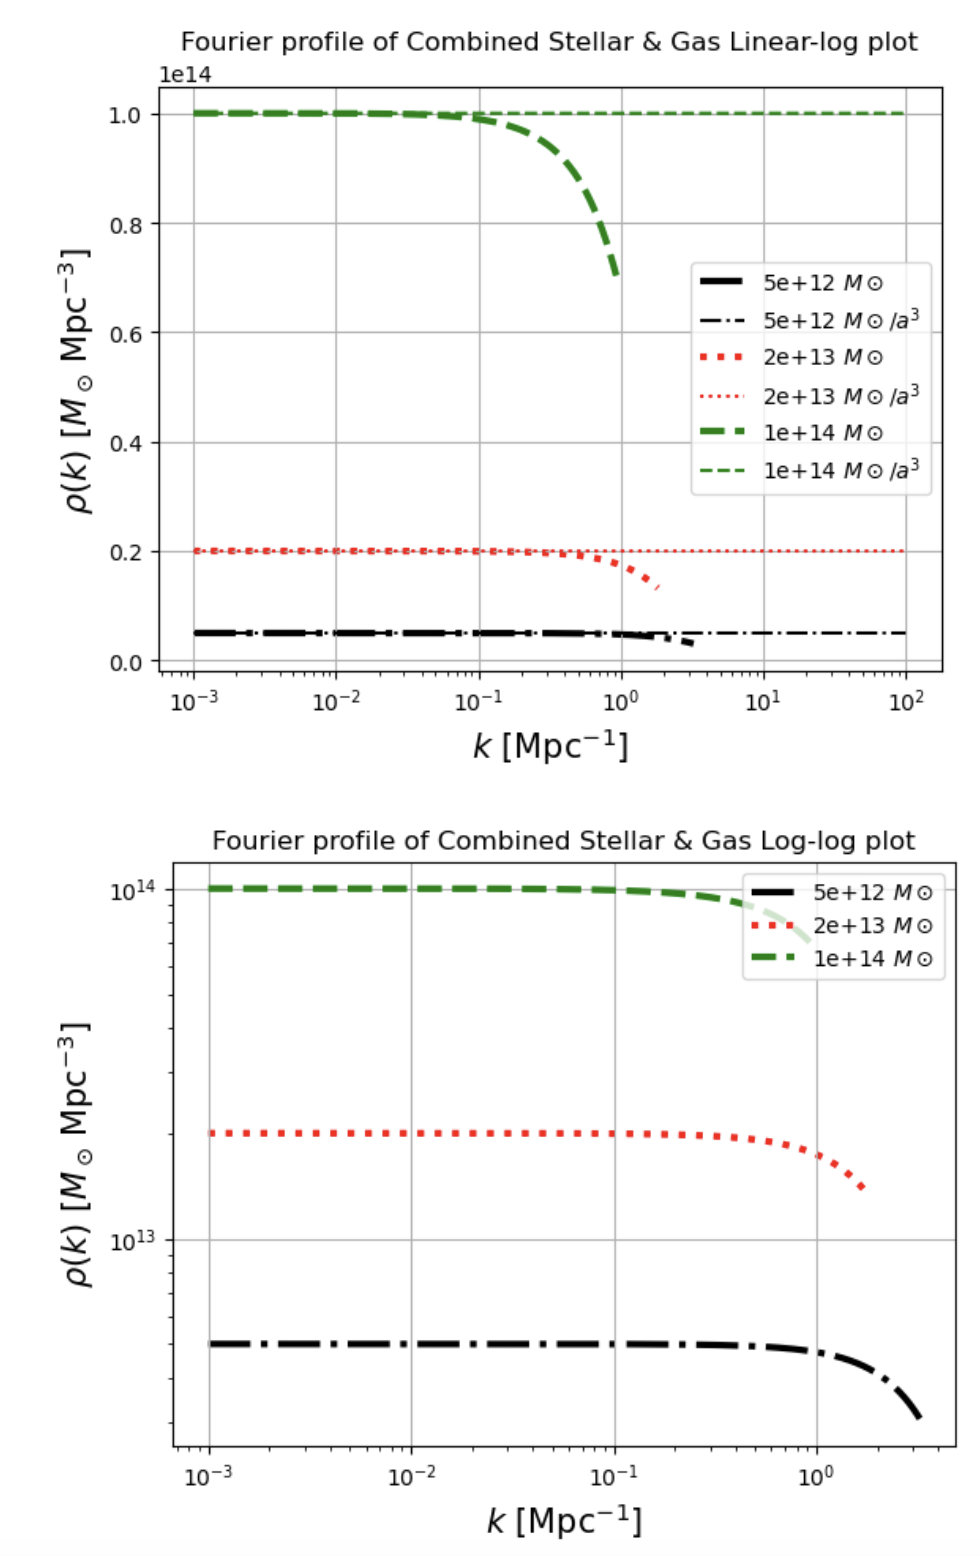 Fourier profile of Combined Stellar & Gas Linear-log plot
1e14
1.0
0.8
0.6
0.4
0.2
0.0
ρ(k) [M⊙ Mpc⁻³]
5e+12 M⊙
5e+12 M⊙/a³
2e+13 M⊙
2e+13 M⊙/a³
1e+14 M⊙
1e+14 M⊙/a³
10⁻³ 10⁻² 10⁻¹ 10⁰ 10¹ 10²
k [Mpc⁻¹]
Fourier profile of Combined Stellar & Gas Log-log plot
10¹⁴
10¹³
ρ(k) [M⊙ Mpc⁻³]
5e+12 M⊙
2e+13 M⊙
1e+14 M⊙
10⁻³ 10⁻² 10⁻¹ 10⁰
k [Mpc⁻¹]